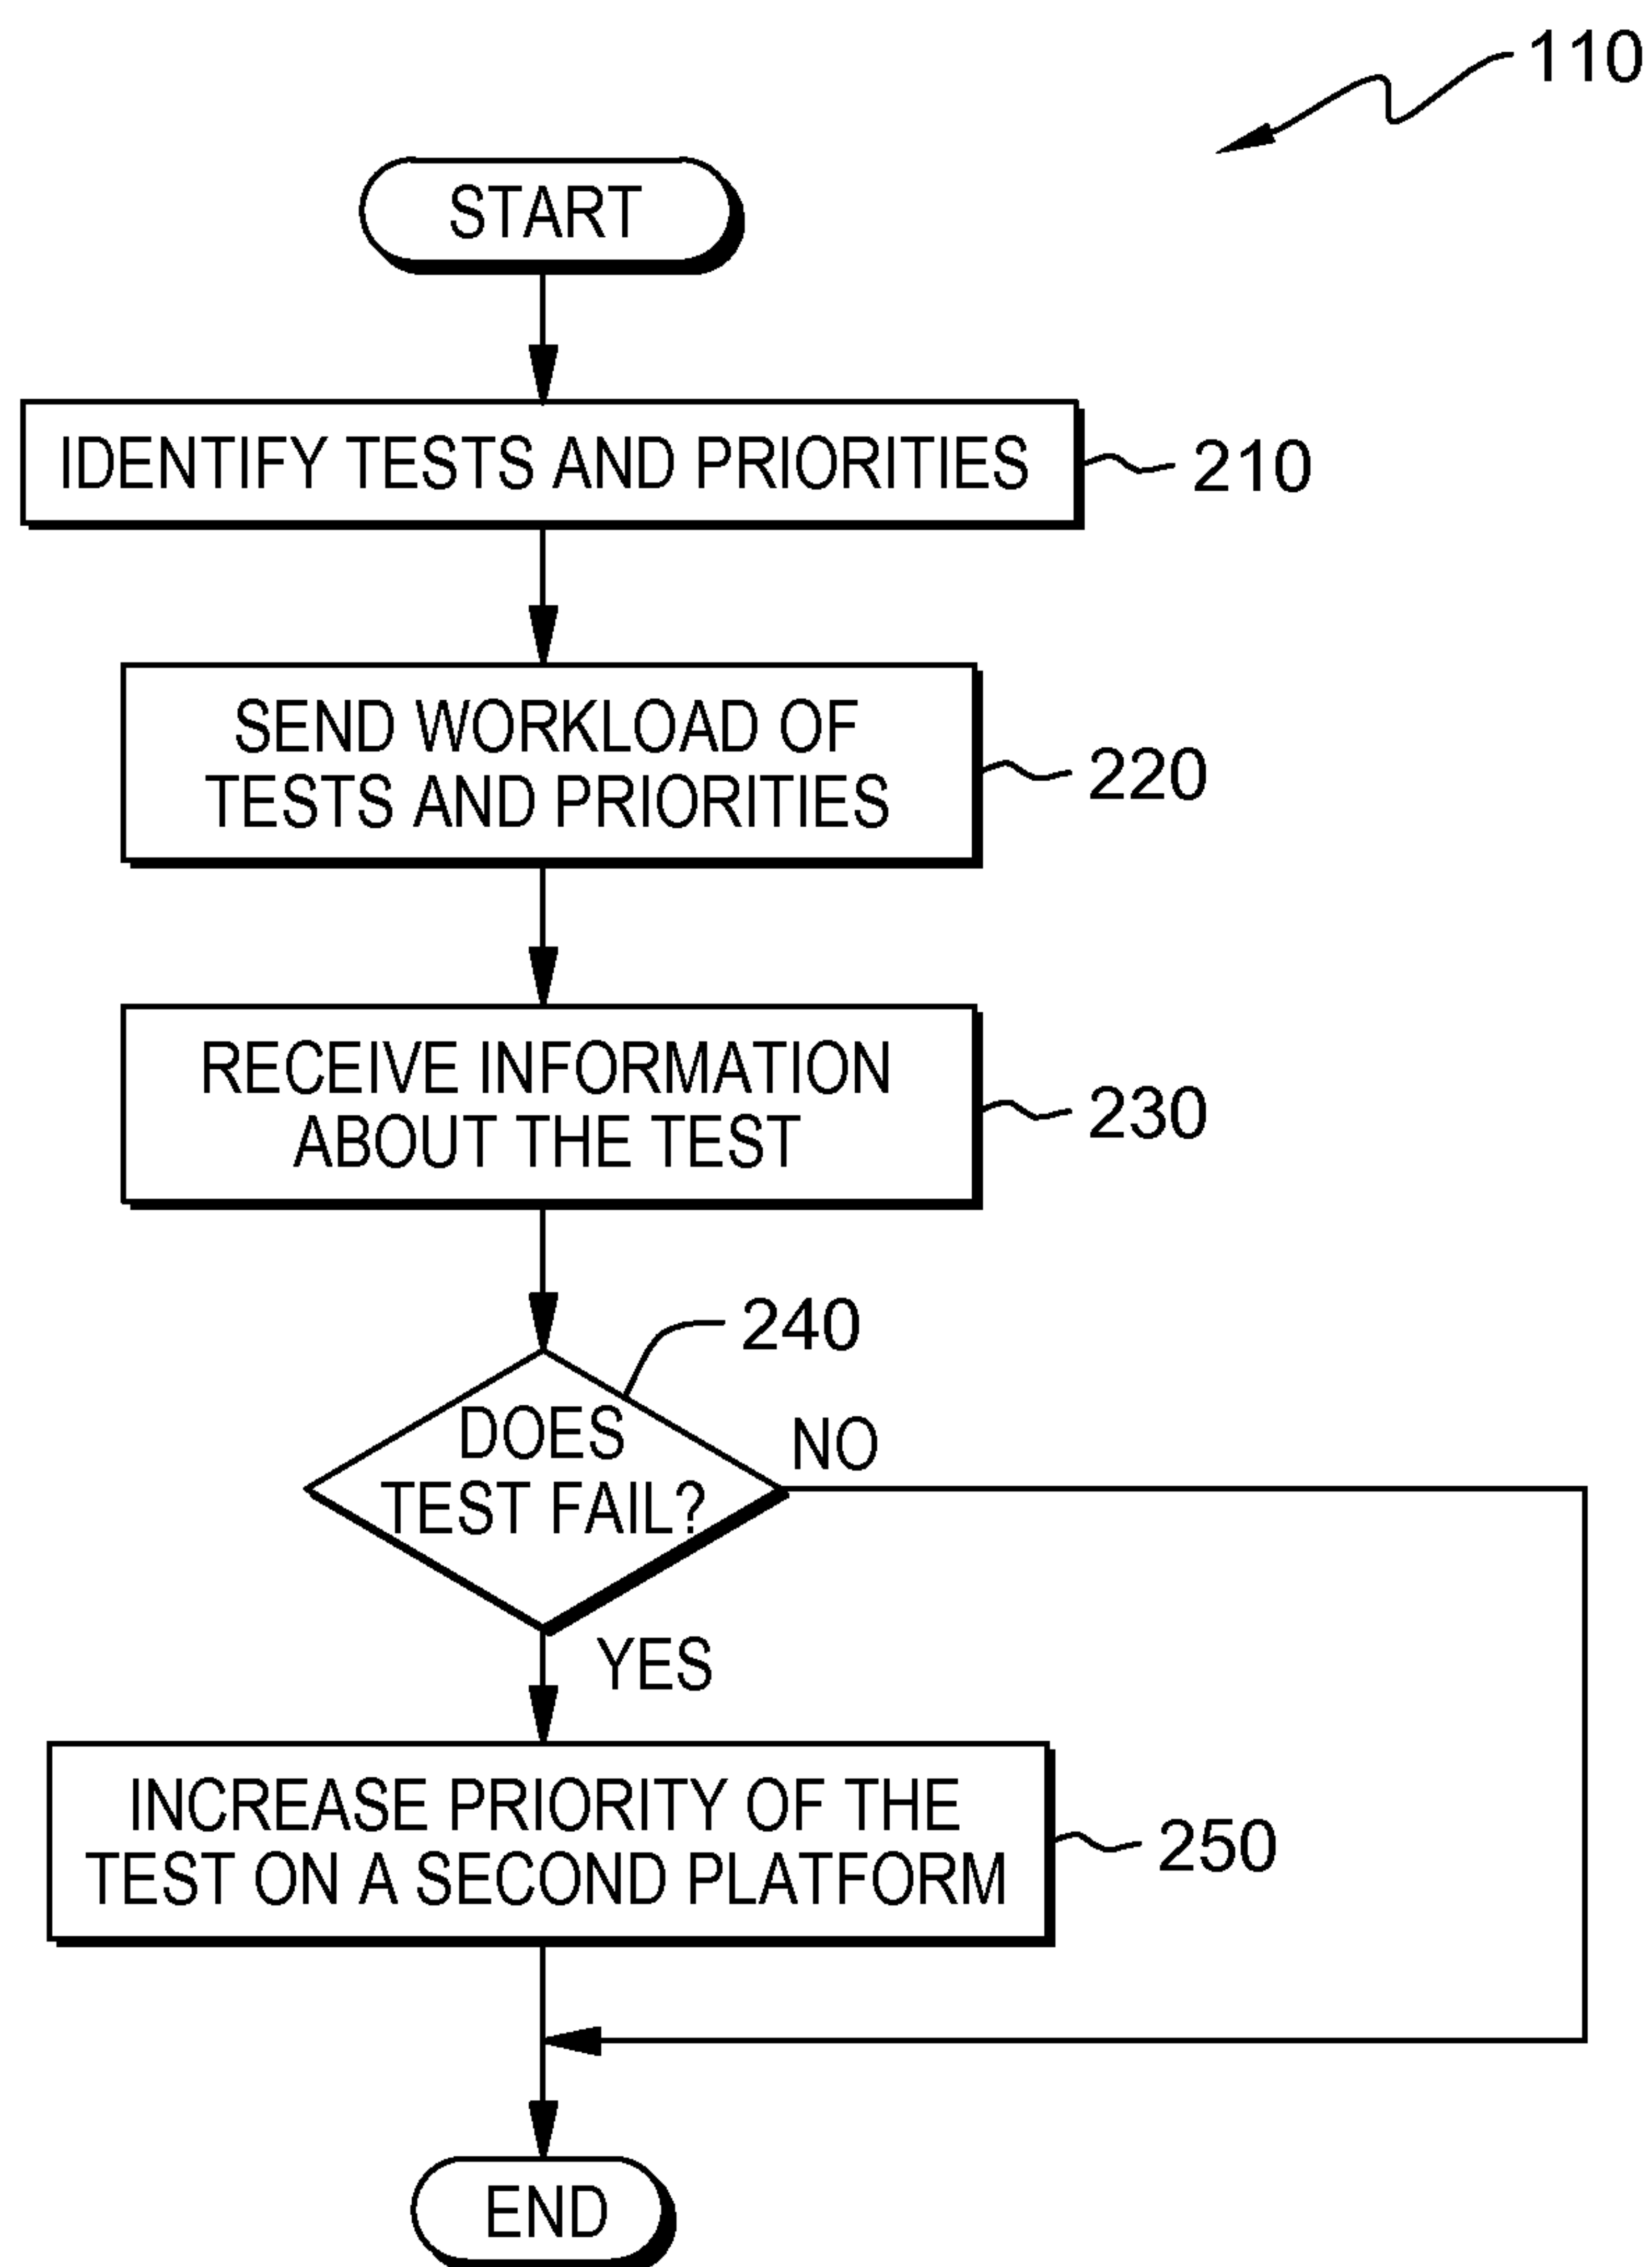 110
START
IDENTIFY TESTS AND PRIORITIES
210
SEND WORKLOAD OF
TESTS AND PRIORITIES
220
RECEIVE INFORMATION
ABOUT THE TEST
230
240
DOES
TEST FAIL?
NO
YES
INCREASE PRIORITY OF THE
TEST ON A SECOND PLATFORM
250
END